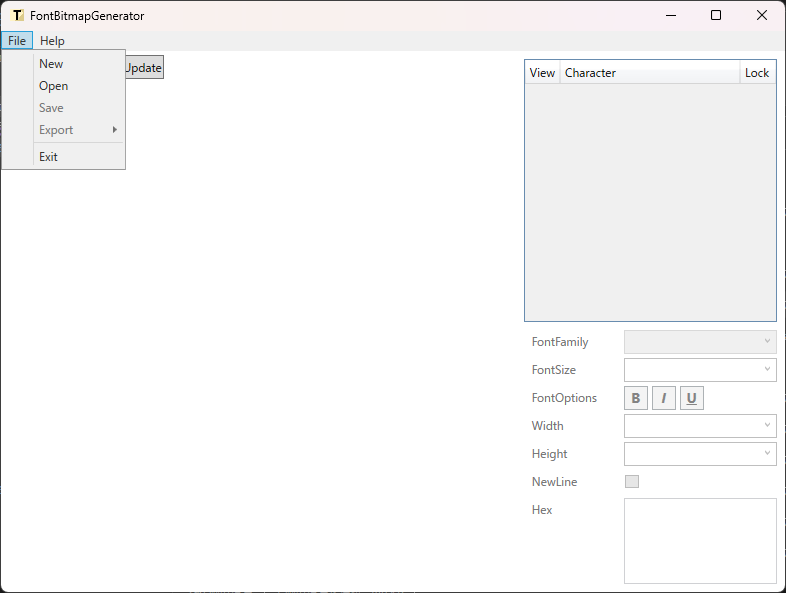 FontBitmapGenerator
File Help
New
Open
Save
Export
Exit
Update
View Character Lock
FontFamily
FontSize
FontOptions B I U
Width
Height
NewLine
Hex